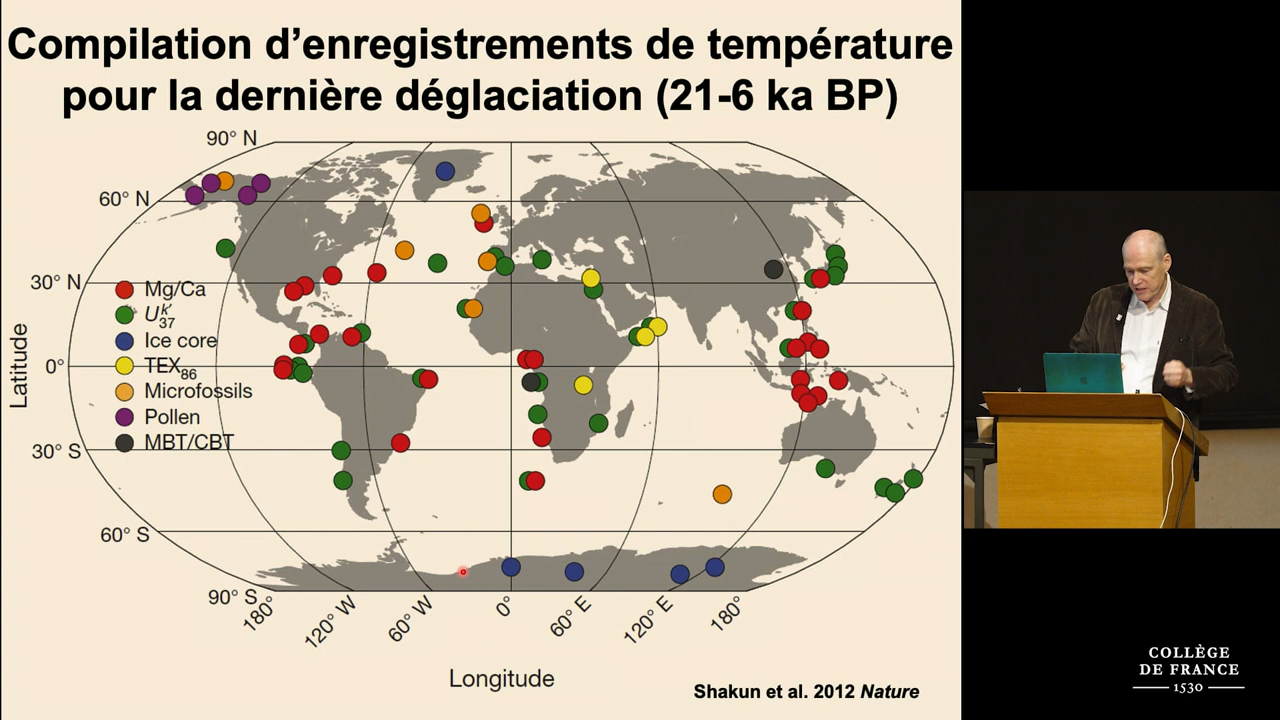 Compilation d’enregistrements de température
pour la dernière déglaciation (21-6 ka BP)
90° N
60° N
30° N
0°
30° S
60° S
90° S
Latitude
Mg/Ca
Uk'37
Ice core
TEX86
Microfossils
Pollen
MBT/CBT
180° 120° W 60° W 0° 60° E 120° E 180°
Longitude
Shakun et al. 2012 Nature
COLLÈGE
DE FRANCE
1530